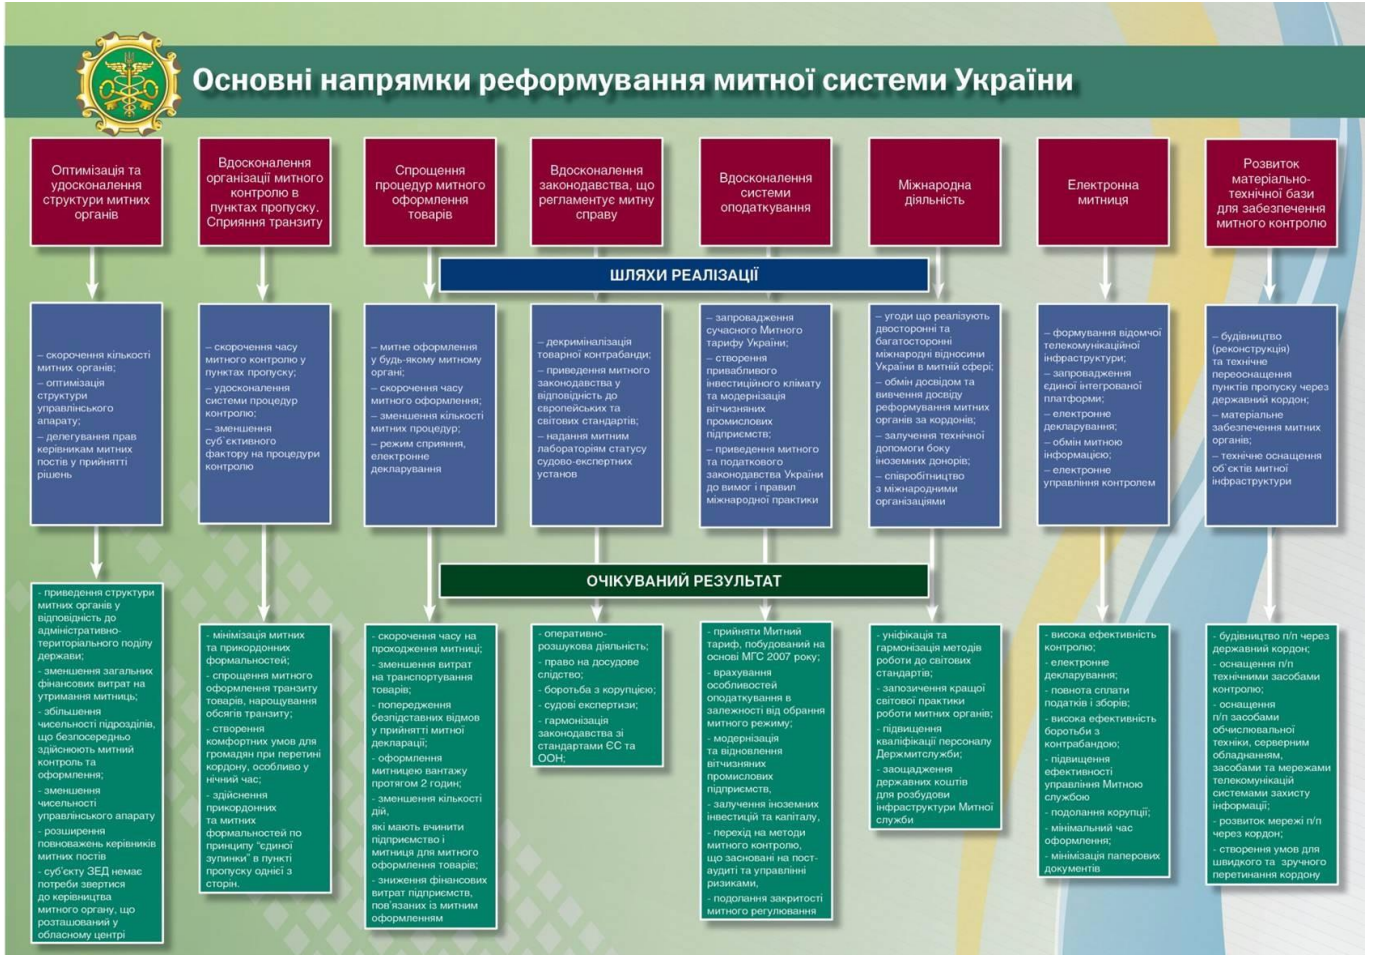 Основні напрямки реформування митної системи України
Оптимізація та
удосконалення
структури митних
органів
Вдосконалення
організації митного
контролю в
пунктах пропуску.
Сприяння транзиту
Спрощення
процедур митного
оформлення
товарів
Вдосконалення
законодавства, що
регламентує митну
справу
Вдосконалення
системи
оподаткування
Міжнародна
діяльність
Електронна
митниця
Розвиток
матеріально-
технічної бази
для забезпечення
митного контролю
ШЛЯХИ РЕАЛІЗАЦІЇ
– скорочення кількості
митних органів;
– оптимізація
структури
управлінського
апарату;
– делегування прав
керівникам митних
постів у прийнятті
рішень
– скорочення часу
митного контролю у
пунктах пропуску;
– удосконалення
системи процедур
контролю;
– зменшення
суб`єктивного
фактору на процедури
контролю
– митне оформлення
у будь-якому митному
органі;
– скорочення часу
митного оформлення;
– зменшення кількості
митних процедур;
– режим сприяння,
електронне
декларування
– декриміналізація
товарної контрабанди;
– приведення митного
законодавства у
відповідність до
європейських та
світових стандартів;
– надання митним
лабораторіям статусу
судово-експертних
установ
– запровадження
сучасного Митного
тарифу України;
– створення
привабливого
інвестиційного клімату
та модернізація
вітчизняних
промислових
підприємств;
– приведення митного
та податкового
законодавства України
до вимог і правил
міжнародної практики
– угоди що реалізують
двосторонні та
багатосторонні
міжнародні відносини
України в митній сфері;
– обмін досвідом та
вивчення досвіду
реформування митних
органів за кордонів;
– залучення технічної
допомоги боку
іноземних донорів;
– співробітництво
з міжнародними
організаціями
– формування відомчої
телекомунікаційної
інфраструктури;
– запровадження
єдиної інтегрованої
платформи;
– електронне
декларування;
– обмін митною
інформацією;
– електронне
управління контролем
– будівництво
(реконструкція)
та технічне
переоснащення
пунктів пропуску через
державний кордон;
– матеріальне
забезпечення митних
органів;
– технічне оснащення
об`єктів митної
інфраструктури
ОЧІКУВАНИЙ РЕЗУЛЬТАТ
- приведення структури
митних органів у
відповідність до
адміністративно-
територіального поділу
держави;
- зменшення загальних
фінансових витрат на
утримання митниць;
- збільшення
чисельності підрозділів,
що безпосередньо
здійснюють митний
контроль та
оформлення;
- зменшення
чисельності
управлінського апарату
- розширення
повноважень керівників
митних постів
- суб'єкту ЗЕД немає
потреби звертися
до керівництва
митного органу, що
розташований у
обласному центрі
- мінімізація митних
та прикордонних
формальностей;
- спрощення митного
оформлення транзиту
товарів, нарощування
обсягів транзиту;
- створення
комфортних умов для
громадян при перетині
кордону, особливо у
нічний час;
- здійснення
прикордонних
та митних
формальностей по
принципу "єдиної
зупинки" в пункті
пропуску однієї з
сторін.
- скорочення часу на
проходження митниці;
- зменшення витрат
на транспортування
товарів;
- попередження
безпідставних відмов
у прийнятті митної
декларації;
- оформлення
митницею вантажу
протягом 2 годин;
- зменшення кількості
дій,
які мають вчинити
підприємство і
митниця для митного
оформлення товарів;
- зниження фінансових
витрат підприємств,
пов'язаних із митним
оформленням
- оперативно-
розшукова діяльність;
- право на досудове
слідство;
- боротьба з корупцією;
- судові експертизи;
- гармонізація
законодавства зі
стандартами ЄС та
ООН;
- прийняти Митний
тариф, побудований на
основі МГС 2007 року;
- врахування
особливостей
оподаткування в
залежності від обрання
митного режиму;
- модернізація
та відновлення
вітчизняних
промислових
підприємств,
- залучення іноземних
інвестицій та капіталу,
- перехід на методи
митного контролю,
що засновані на пост-
аудиті та управлінні
ризиками,
- подолання закритості
митного регулювання
- уніфікація та
гармонізація методів
роботи до світових
стандартів;
- запозичення кращої
світової практики
роботи митних органів;
- підвищення
кваліфікації персоналу
Держмитслужби;
- заощадження
державних коштів
для розбудови
інфраструктури Митної
служби
- висока ефективність
контролю;
- електронне
декларування;
- повнота сплати
податків і зборів;
- висока ефективність
боротьби з
контрабандою;
- підвищення
ефективності
управління Митною
службою
- подолання корупції;
- мінімальний час
оформлення;
- мінімізація паперових
документів
- будівництво п/п через
державний кордон;
- оснащення п/п
технічними засобами
контролю;
- оснащення
п/п засобами
обчислювальної
техніки, серверним
обладнанням,
засобами та мережами
телекомунікацій
системами захисту
інформації;
- розвиток мережі п/п
через кордон;
- створення умов для
швидкого та зручного
перетинання кордону